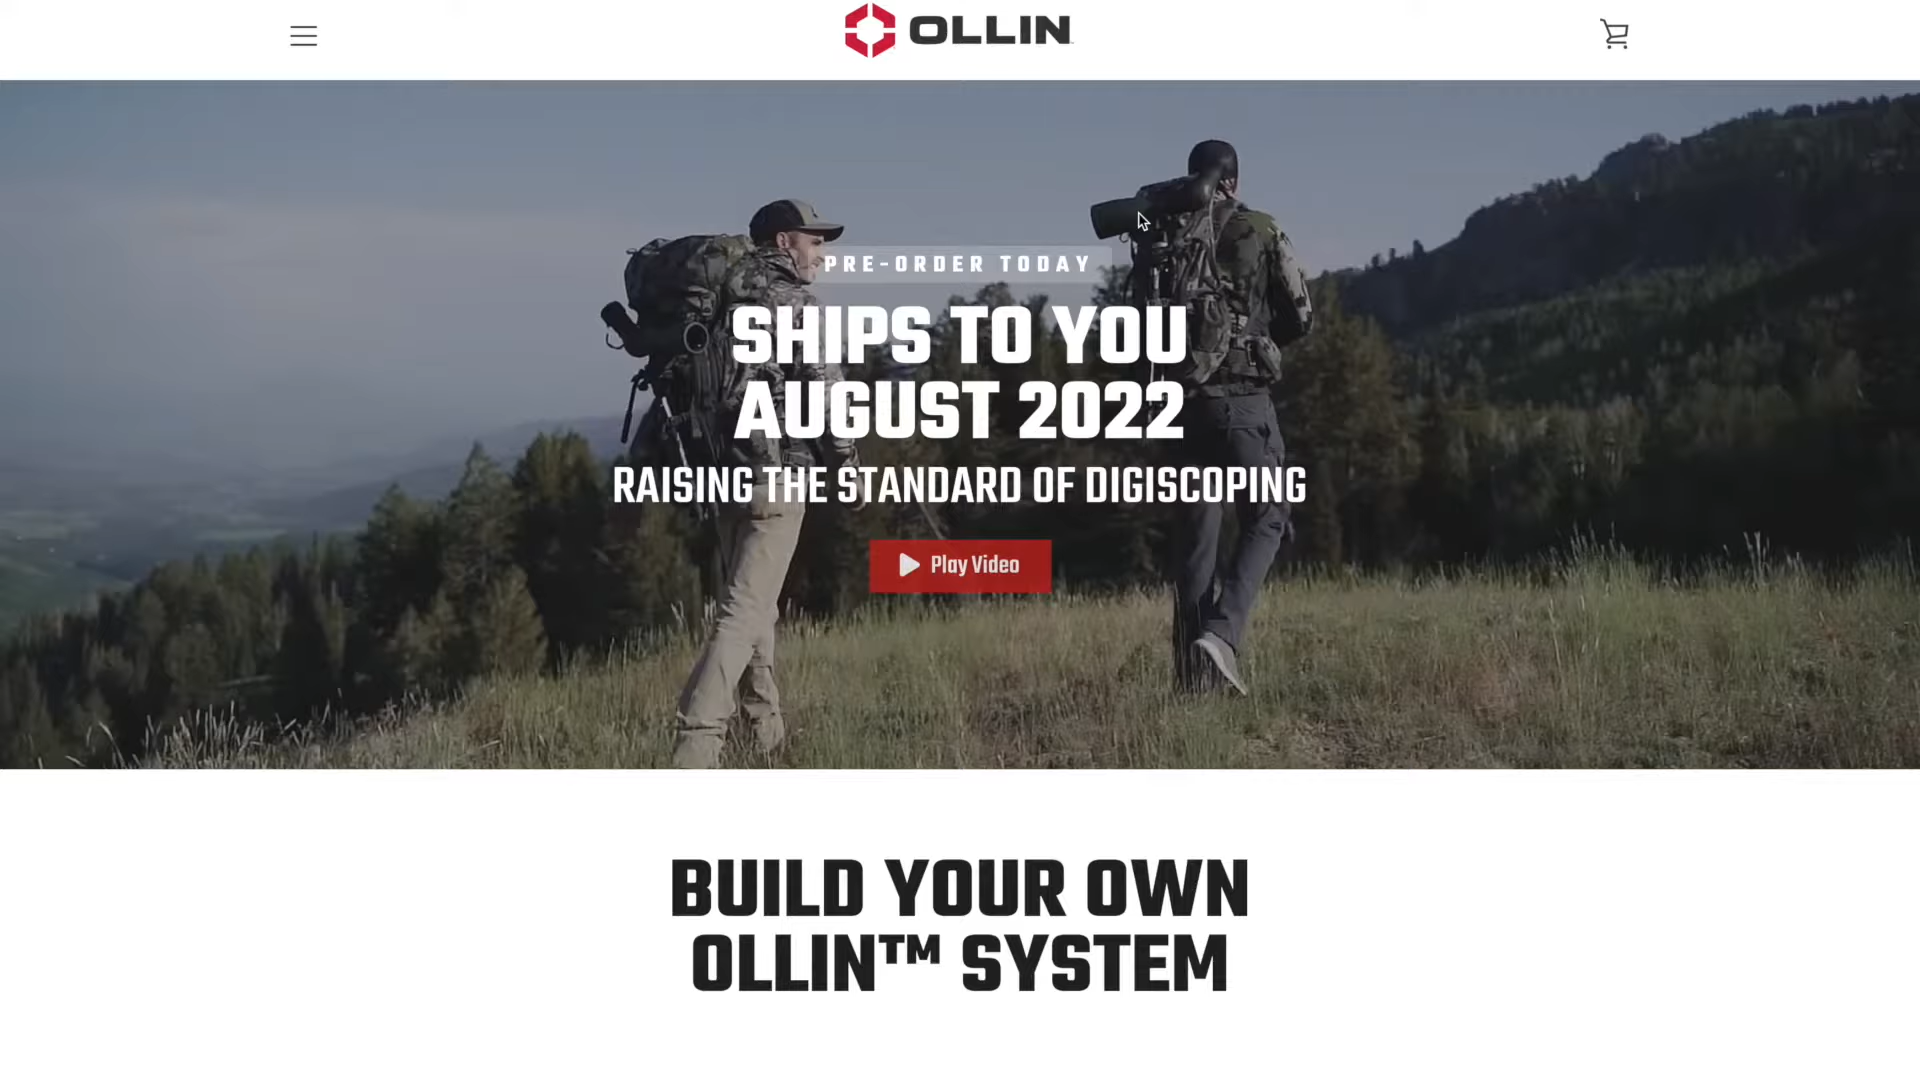 OLLIN
PRE-ORDER TODAY
SHIPS TO YOU
AUGUST 2022
RAISING THE STANDARD OF DIGISCOPING
Play Video
BUILD YOUR OWN
OLLIN™ SYSTEM